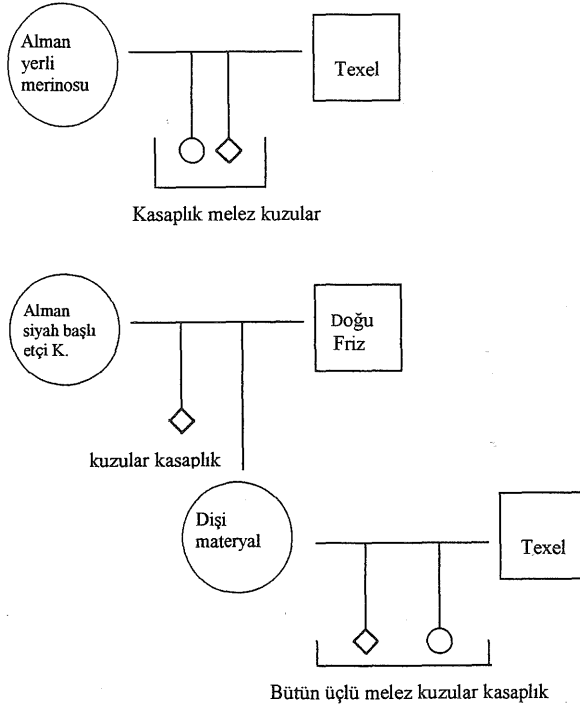 Alman
yerli
merinosu
Texel
Kasaplık melez kuzular
Alman
siyah başlı
etçi K.
Doğu
Friz
kuzular kasaplık
Dişi
materyal
Texel
Bütün üçlü melez kuzular kasaplık